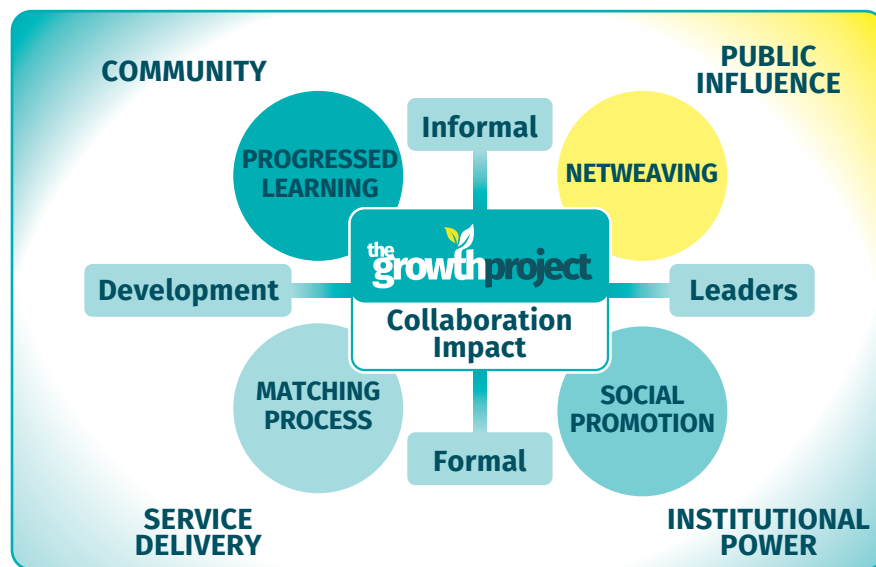 COMMUNITY
PUBLIC
INFLUENCE
Informal
PROGRESSED
LEARNING
NETWEAVING
the
growthproject
Development
Leaders
Collaboration
Impact
MATCHING
PROCESS
SOCIAL
PROMOTION
Formal
SERVICE
DELIVERY
INSTITUTIONAL
POWER